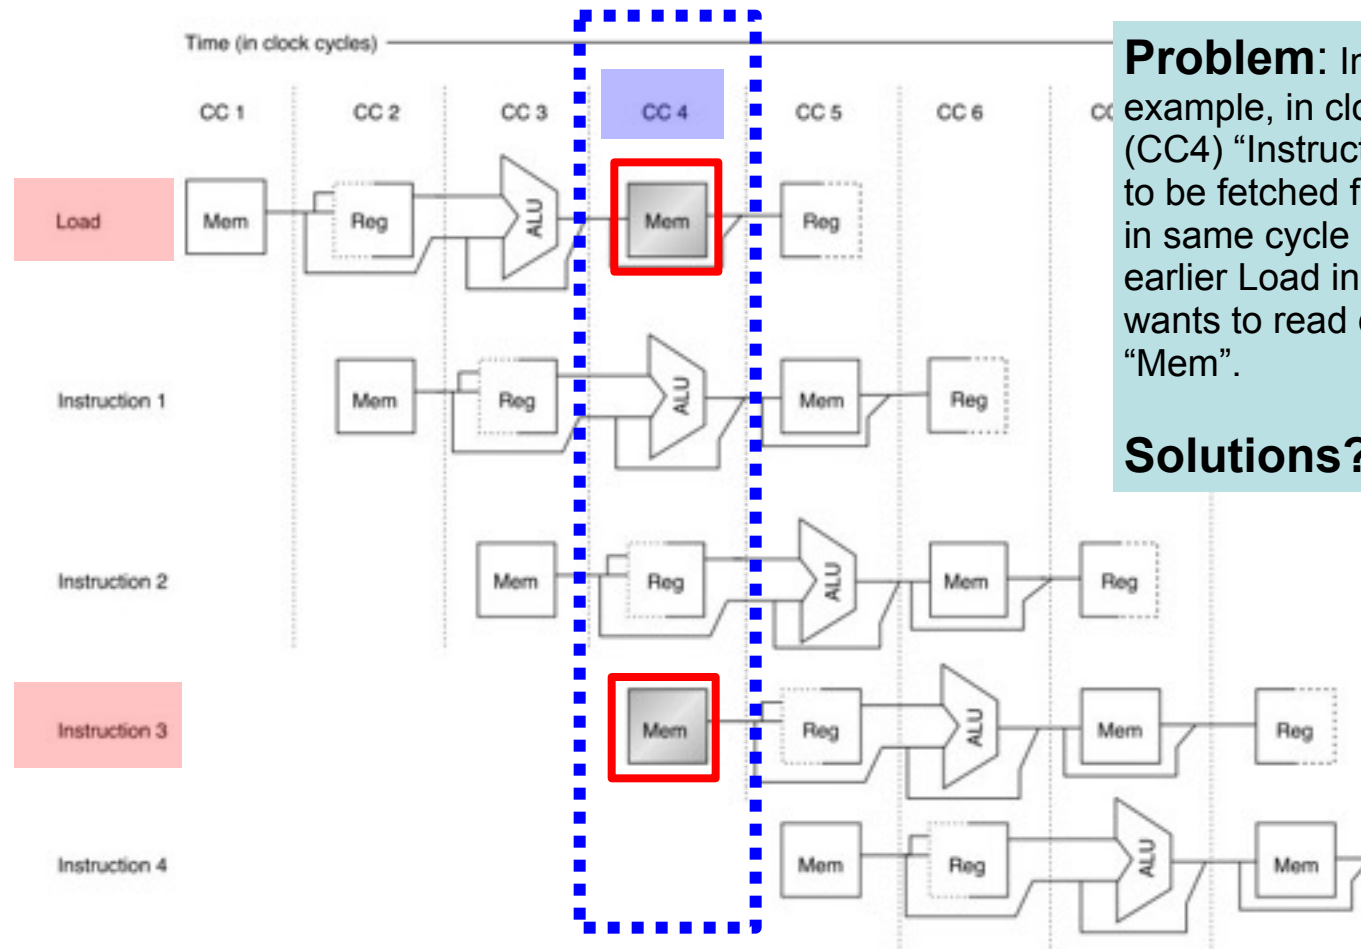 Time (in clock cycles)
CC 1 CC 2 CC 3 CC 4 CC 5 CC 6
Problem: In
example, in clo
(CC4) “Instruct
to be fetched f
in same cycle
earlier Load in
wants to read
“Mem”.
Solutions?
Load Mem Reg ALU Mem Reg
Instruction 1 Mem Reg ALU Mem Reg
Instruction 2 Mem Reg ALU Mem Reg
Instruction 3 Mem Reg ALU Mem Reg
Instruction 4 Mem Reg ALU Mem